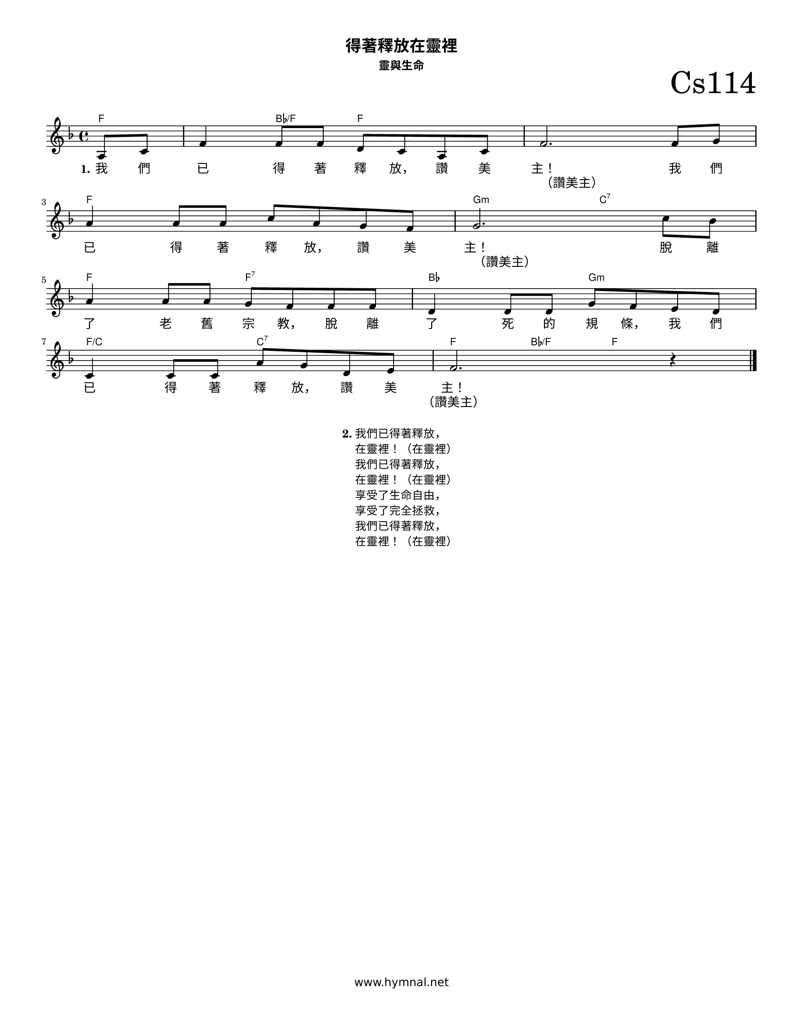 得著釋放在靈裡
靈與生命
Cs114
F B♭/F F
1. 我 們 已 得 著 釋 放， 讚 美 主！ 我 們
（讚美主）
3 F Gm C7
已 得 著 釋 放， 讚 美 主！ 脫 離
（讚美主）
5 F F7 B♭ Gm
了 老 舊 宗 教， 脫 離 了 死 的 規 條， 我 們
7 F/C C7 F B♭/F F
已 得 著 釋 放， 讚 美 主！
（讚美主）
2. 我們已得著釋放，
在靈裡！（在靈裡）
我們已得著釋放，
在靈裡！（在靈裡）
享受了生命自由，
享受了完全拯救，
我們已得著釋放，
在靈裡！（在靈裡）
www.hymnal.net